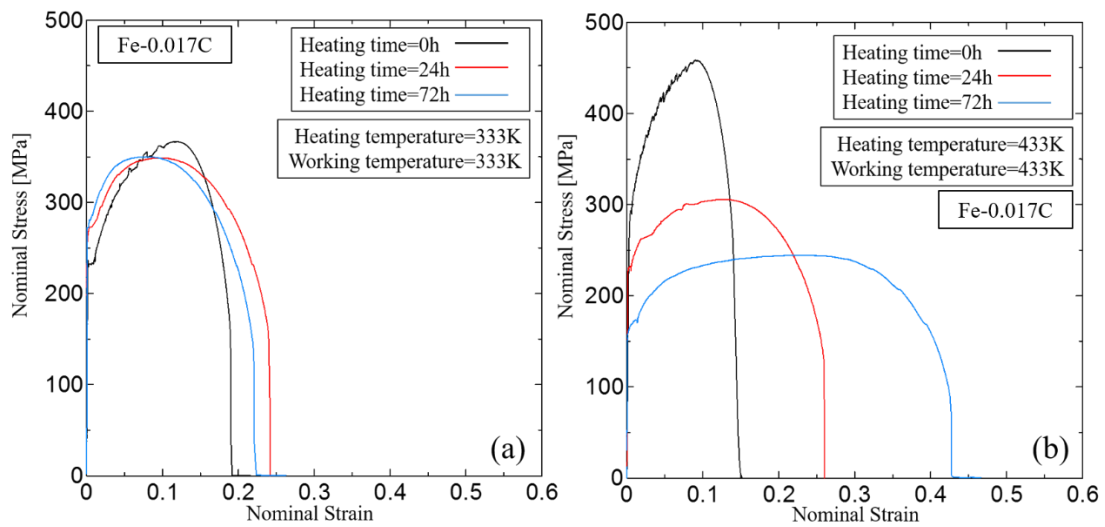 500
400
300
200
100
0
Nominal Stress [MPa]
Fe-0.017C
Heating time=0h
Heating time=24h
Heating time=72h
Heating temperature=333K
Working temperature=333K
(a)
0 0.1 0.2 0.3 0.4 0.5 0.6
Nominal Strain
500
400
300
200
100
0
Nominal Stress [MPa]
Heating time=0h
Heating time=24h
Heating time=72h
Heating temperature=433K
Working temperature=433K
Fe-0.017C
(b)
0 0.1 0.2 0.3 0.4 0.5 0.6
Nominal Strain